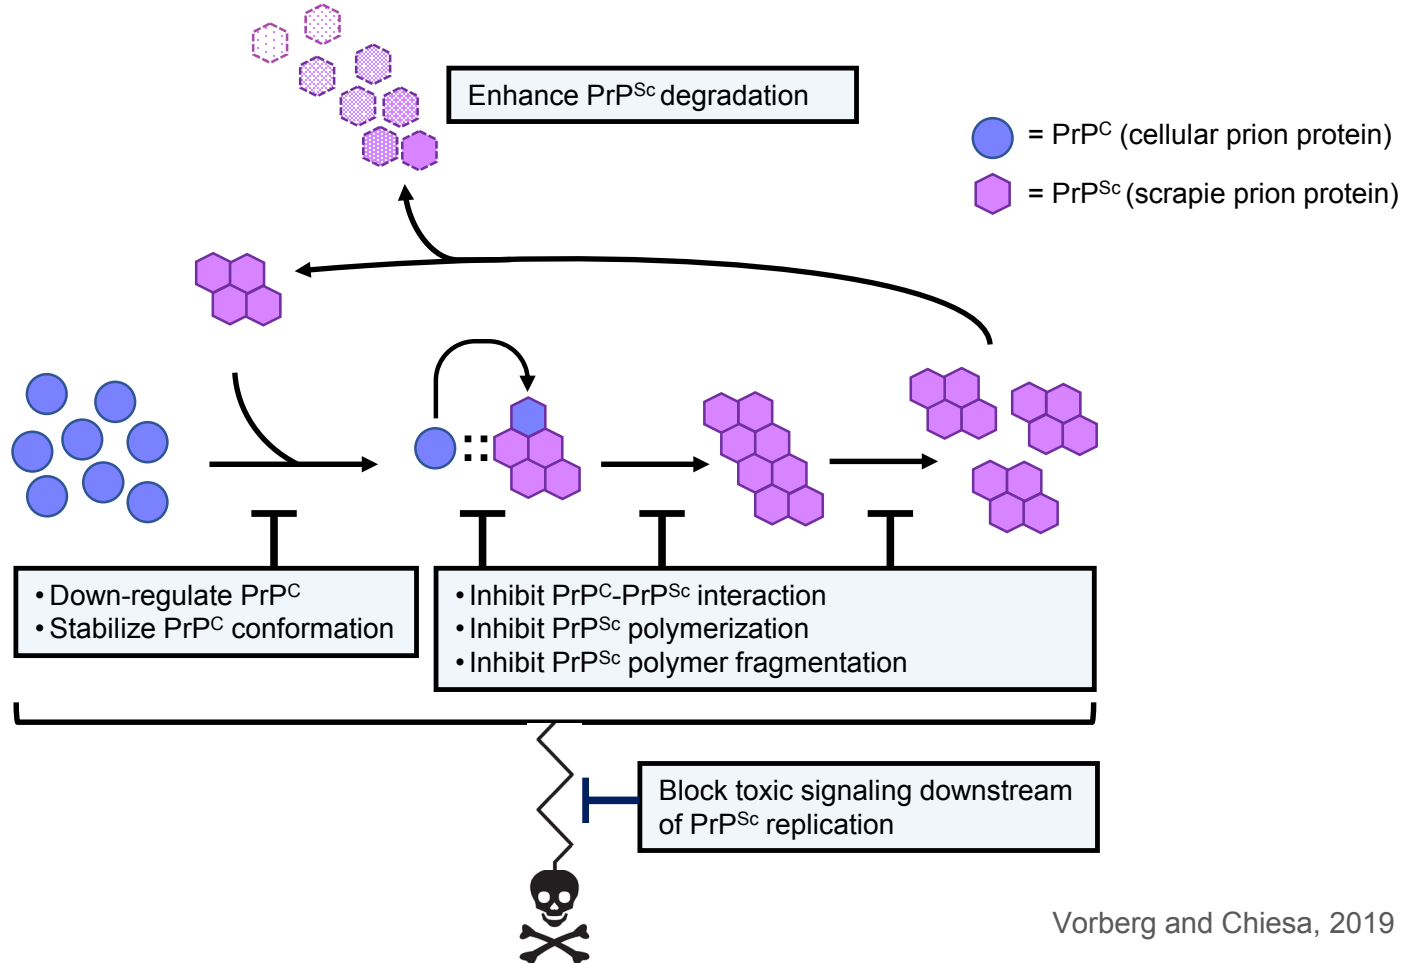 Enhance PrPSc degradation
= PrPC (cellular prion protein)
= PrPSc (scrapie prion protein)
• Down-regulate PrPC
• Stabilize PrPC conformation
• Inhibit PrPC-PrPSc interaction
• Inhibit PrPSc polymerization
• Inhibit PrPSc polymer fragmentation
Block toxic signaling downstream
of PrPSc replication
Vorberg and Chiesa, 2019